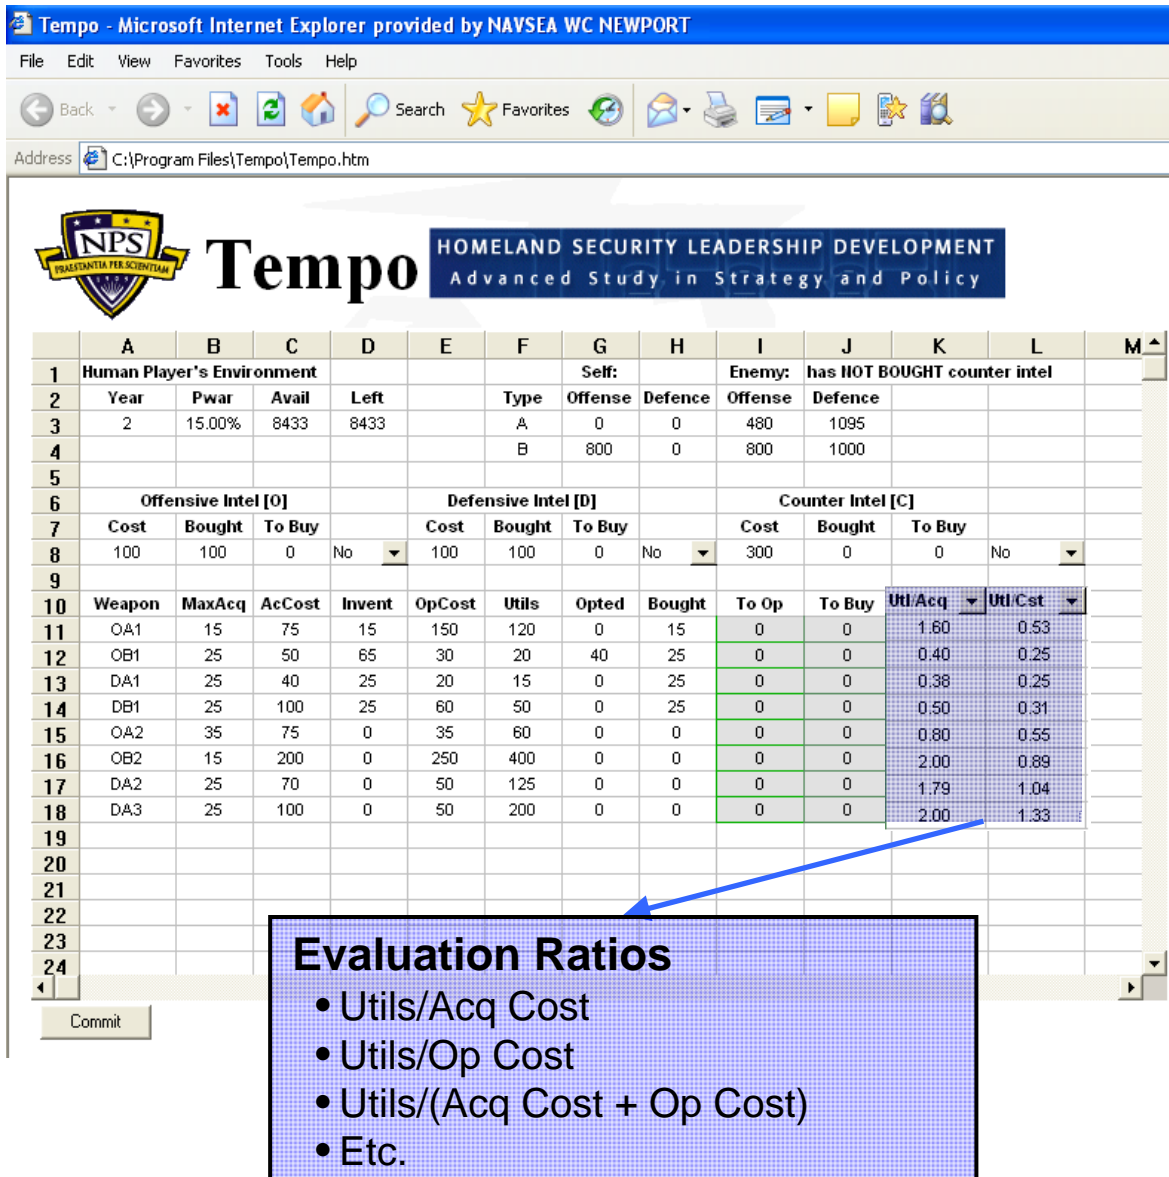 Tempo - Microsoft Internet Explorer provided by NAVSEA WC NEWPORT
File Edit View Favorites Tools Help
Back Search Favorites
Address C:\Program Files\Tempo\Tempo.htm
NPS
PRAESTANTIA PER SCIENTIAM
Tempo
HOMELAND SECURITY LEADERSHIP DEVELOPMENT
Advanced Study in Strategy and Policy
A B C D E F G H I J K L M
1 Human Player's Environment Self: Enemy: has NOT BOUGHT counter intel
2 Year Pwar Avail Left Type Offense Defence Offense Defence
3 2 15.00% 8433 8433 A 0 0 480 1095
4 B 800 0 800 1000
5
6 Offensive Intel [O] Defensive Intel [D] Counter Intel [C]
7 Cost Bought To Buy Cost Bought To Buy Cost Bought To Buy
8 100 100 0 No 100 100 0 No 300 0 0 No
9
10 Weapon MaxAcq AcCost Invent OpCost Utils Opted Bought To Op To Buy Utl/Acq Utl/Cst
11 OA1 15 75 15 150 120 0 15 0 0 1.60 0.53
12 OB1 25 50 65 30 20 40 25 0 0 0.40 0.25
13 DA1 25 40 25 20 15 0 25 0 0 0.38 0.25
14 DB1 25 100 25 60 50 0 25 0 0 0.50 0.31
15 OA2 35 75 0 35 60 0 0 0 0 0.80 0.55
16 OB2 15 200 0 250 400 0 0 0 0 2.00 0.89
17 DA2 25 70 0 50 125 0 0 0 0 1.79 1.04
18 DA3 25 100 0 50 200 0 0 0 0 2.00 1.33
19
20
21
22
23
24
Commit
Evaluation Ratios
• Utils/Acq Cost
• Utils/Op Cost
• Utils/(Acq Cost + Op Cost)
• Etc.